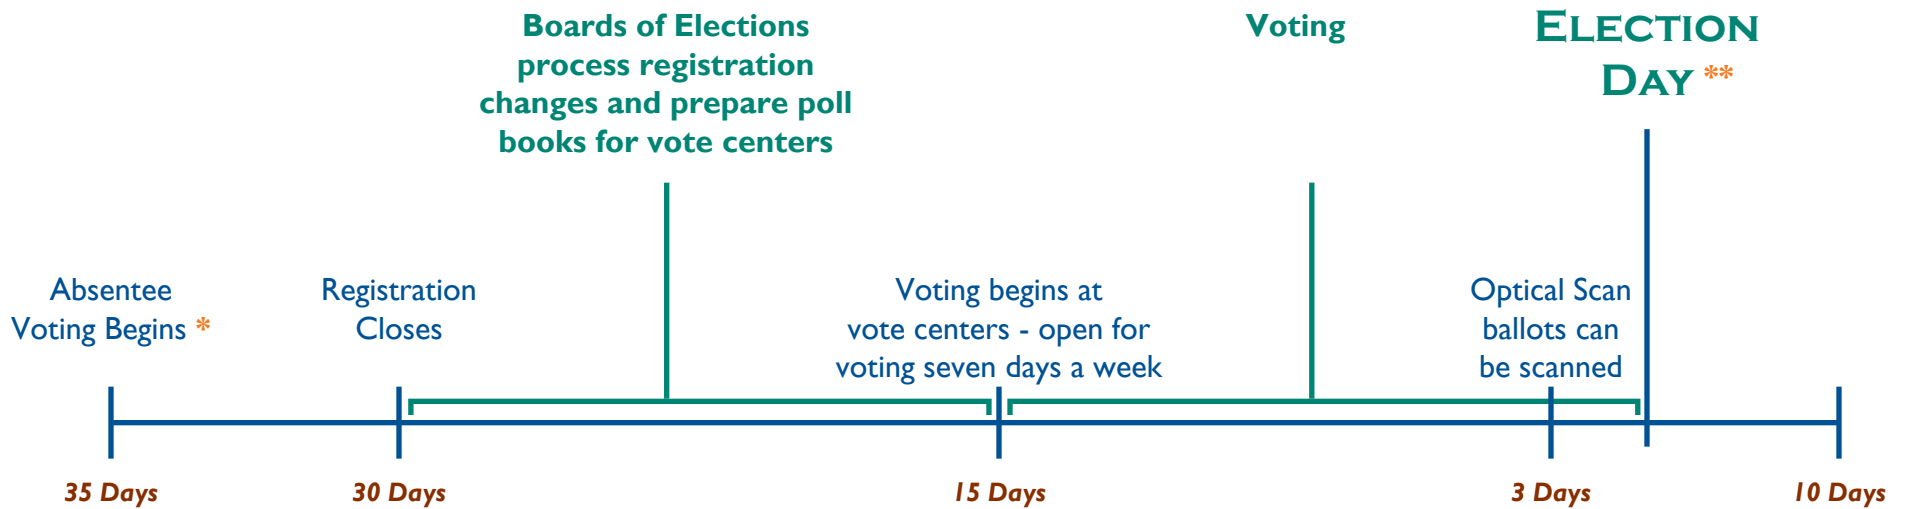 Boards of Elections
process registration
changes and prepare poll
books for vote centers
Voting
ELECTION
DAY **
Absentee
Voting Begins *
Registration
Closes
Voting begins at
vote centers - open for
voting seven days a week
Optical Scan
ballots can
be scanned
35 Days
30 Days
15 Days
3 Days
10 Days